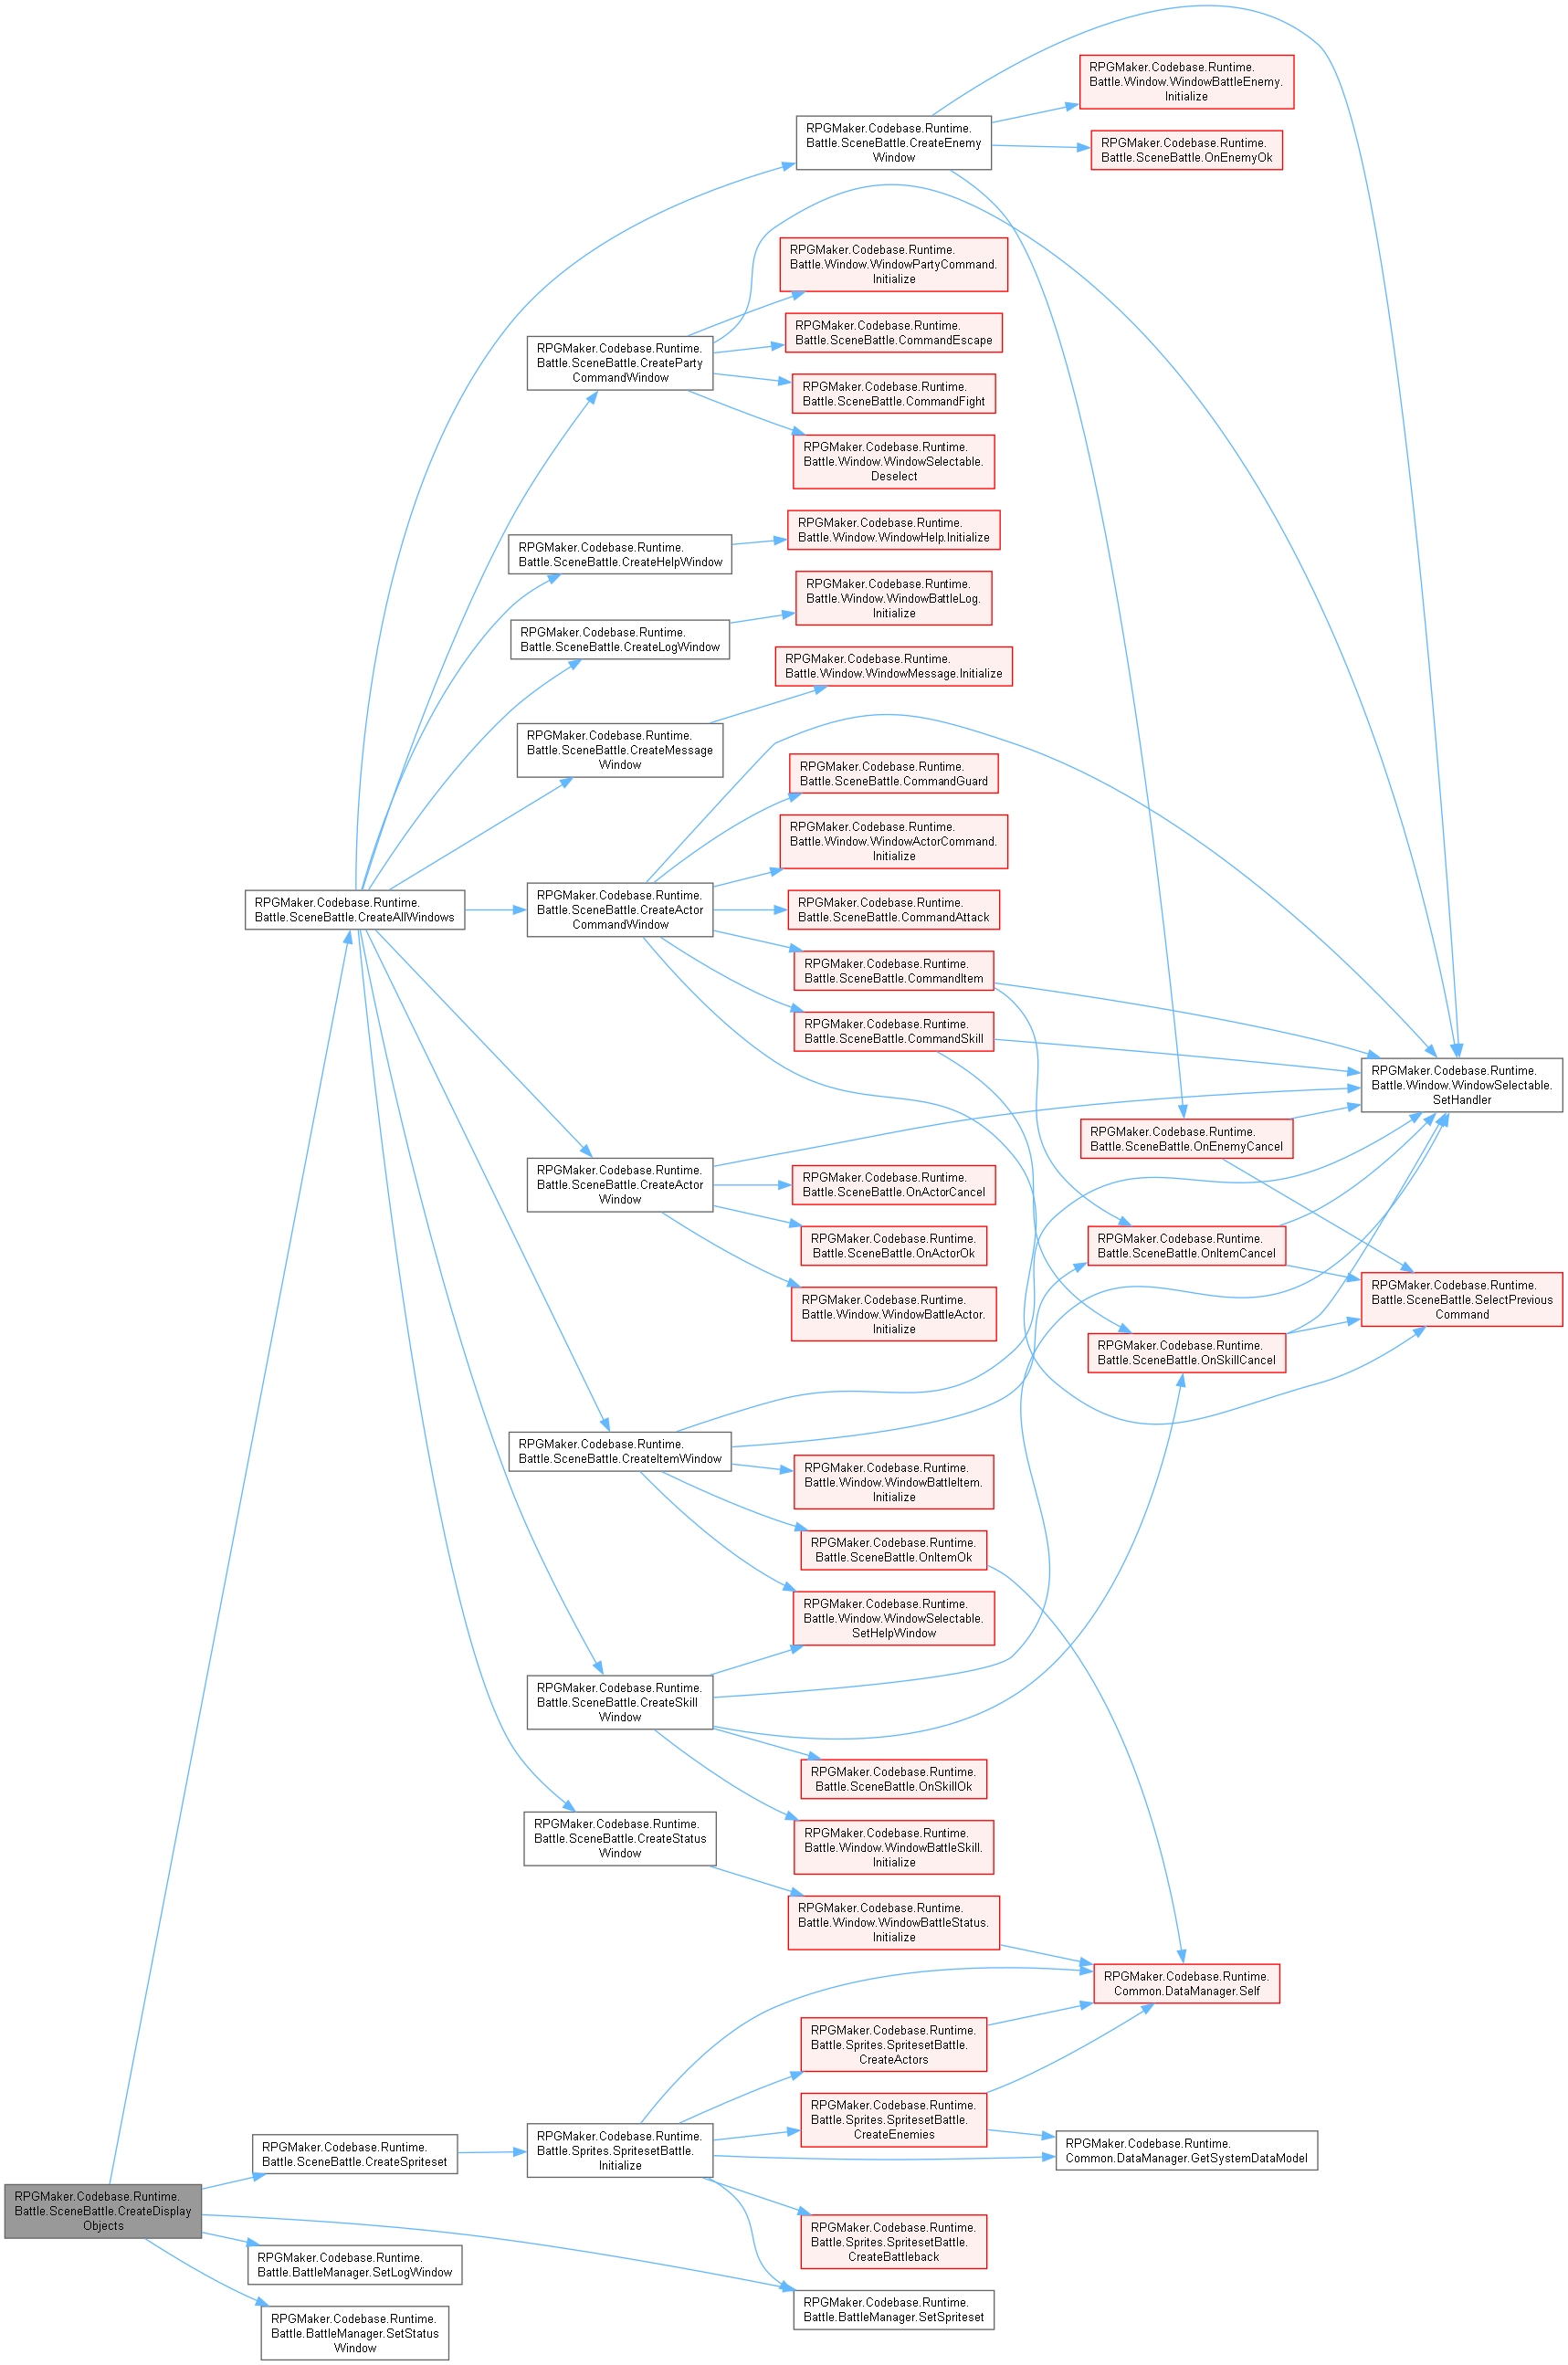 RPGMaker.Codebase.Runtime.
Battle.SceneBattle.CreateDisplay
Objects
RPGMaker.Codebase.Runtime.
Battle.SceneBattle.CreateAllWindows
RPGMaker.Codebase.Runtime.
Battle.SceneBattle.CreateSpriteset
RPGMaker.Codebase.Runtime.
Battle.BattleManager.SetLogWindow
RPGMaker.Codebase.Runtime.
Battle.BattleManager.SetStatus
Window
RPGMaker.Codebase.Runtime.
Battle.SceneBattle.CreateParty
CommandWindow
RPGMaker.Codebase.Runtime.
Battle.SceneBattle.CreateHelpWindow
RPGMaker.Codebase.Runtime.
Battle.SceneBattle.CreateLogWindow
RPGMaker.Codebase.Runtime.
Battle.SceneBattle.CreateMessage
Window
RPGMaker.Codebase.Runtime.
Battle.SceneBattle.CreateActor
CommandWindow
RPGMaker.Codebase.Runtime.
Battle.SceneBattle.CreateActor
Window
RPGMaker.Codebase.Runtime.
Battle.SceneBattle.CreateItemWindow
RPGMaker.Codebase.Runtime.
Battle.SceneBattle.CreateSkill
Window
RPGMaker.Codebase.Runtime.
Battle.SceneBattle.CreateStatus
Window
RPGMaker.Codebase.Runtime.
Battle.Sprites.SpritesetBattle.
Initialize
RPGMaker.Codebase.Runtime.
Battle.SceneBattle.CreateEnemy
Window
RPGMaker.Codebase.Runtime.
Battle.Window.WindowPartyCommand.
Initialize
RPGMaker.Codebase.Runtime.
Battle.SceneBattle.CommandEscape
RPGMaker.Codebase.Runtime.
Battle.SceneBattle.CommandFight
RPGMaker.Codebase.Runtime.
Battle.Window.WindowSelectable.
Deselect
RPGMaker.Codebase.Runtime.
Battle.Window.WindowHelp.Initialize
RPGMaker.Codebase.Runtime.
Battle.Window.WindowBattleLog.
Initialize
RPGMaker.Codebase.Runtime.
Battle.Window.WindowMessage.Initialize
RPGMaker.Codebase.Runtime.
Battle.SceneBattle.CommandGuard
RPGMaker.Codebase.Runtime.
Battle.Window.WindowActorCommand.
Initialize
RPGMaker.Codebase.Runtime.
Battle.SceneBattle.CommandAttack
RPGMaker.Codebase.Runtime.
Battle.SceneBattle.CommandItem
RPGMaker.Codebase.Runtime.
Battle.SceneBattle.CommandSkill
RPGMaker.Codebase.Runtime.
Battle.SceneBattle.OnActorCancel
RPGMaker.Codebase.Runtime.
Battle.SceneBattle.OnActorOk
RPGMaker.Codebase.Runtime.
Battle.Window.WindowBattleActor.
Initialize
RPGMaker.Codebase.Runtime.
Battle.Window.WindowBattleItem.
Initialize
RPGMaker.Codebase.Runtime.
Battle.SceneBattle.OnItemOk
RPGMaker.Codebase.Runtime.
Battle.Window.WindowSelectable.
SetHelpWindow
RPGMaker.Codebase.Runtime.
Battle.SceneBattle.OnSkillOk
RPGMaker.Codebase.Runtime.
Battle.Window.WindowBattleSkill.
Initialize
RPGMaker.Codebase.Runtime.
Battle.Window.WindowBattleStatus.
Initialize
RPGMaker.Codebase.Runtime.
Battle.Sprites.SpritesetBattle.
CreateActors
RPGMaker.Codebase.Runtime.
Battle.Sprites.SpritesetBattle.
CreateEnemies
RPGMaker.Codebase.Runtime.
Battle.Sprites.SpritesetBattle.
CreateBattleback
RPGMaker.Codebase.Runtime.
Battle.BattleManager.SetSpriteset
RPGMaker.Codebase.Runtime.
Battle.Window.WindowBattleEnemy.
Initialize
RPGMaker.Codebase.Runtime.
Battle.SceneBattle.OnEnemyOk
RPGMaker.Codebase.Runtime.
Battle.SceneBattle.OnEnemyCancel
RPGMaker.Codebase.Runtime.
Battle.SceneBattle.OnItemCancel
RPGMaker.Codebase.Runtime.
Battle.SceneBattle.OnSkillCancel
RPGMaker.Codebase.Runtime.
Common.DataManager.Self
RPGMaker.Codebase.Runtime.
Common.DataManager.GetSystemDataModel
RPGMaker.Codebase.Runtime.
Battle.Window.WindowSelectable.
SetHandler
RPGMaker.Codebase.Runtime.
Battle.SceneBattle.SelectPrevious
Command